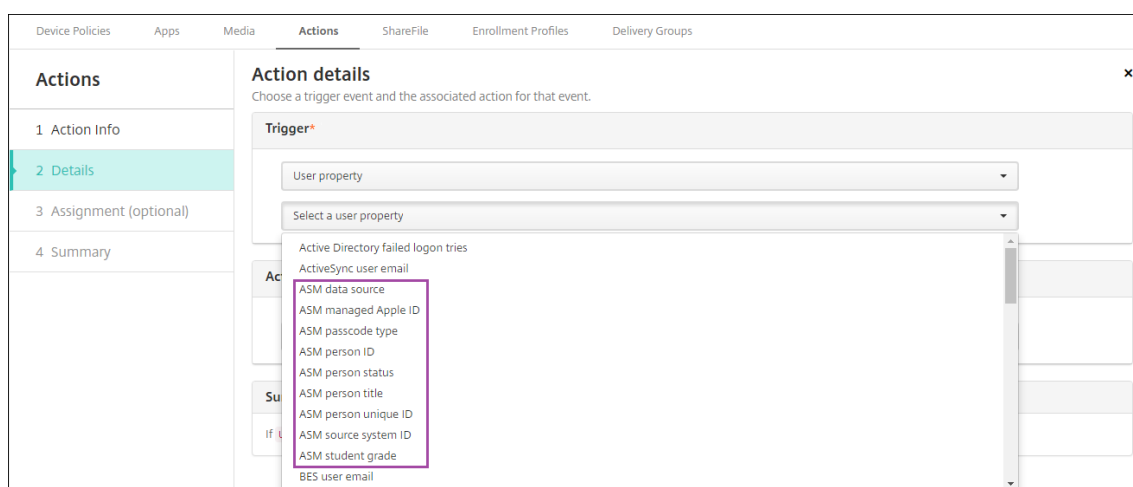 Device Policies Apps Media Actions ShareFile Enrollment Profiles Delivery Groups
Actions
1 Action Info
2 Details
3 Assignment (optional)
4 Summary
Action details
Choose a trigger event and the associated action for that event.
Trigger*
User property
Select a user property
Active Directory failed logon tries
ActiveSync user email
ASM data source
ASM managed Apple ID
ASM passcode type
ASM person ID
ASM person status
ASM person title
ASM person unique ID
ASM source system ID
ASM student grade
BES user email
If